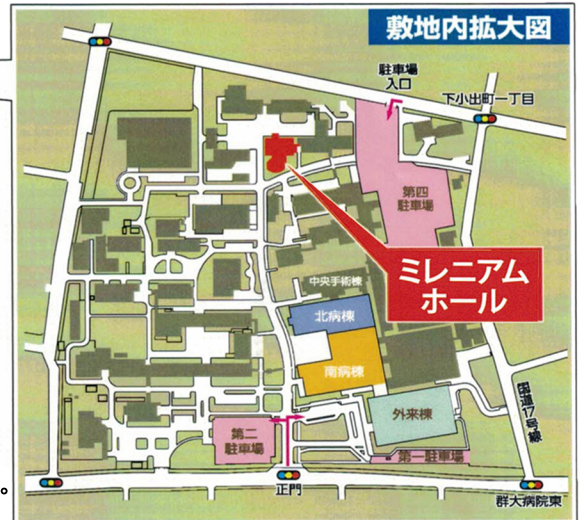 敷地内拡大図
駐車場
入口
下小出町一丁目
第四
駐車場
ミレニアム
ホール
中央手術棟
北病棟
南病棟
国道17号線
外来棟
第二
駐車場
第一駐車場
正門
群大病院東
。